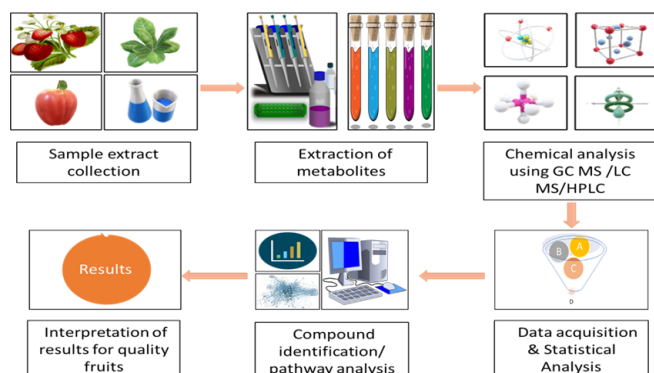 Sample extract
collection
Extraction of
metabolites
Chemical analysis
using GC MS /LC
MS/HPLC
Results
B
A
C
D
Interpretation of
results for quality
fruits
Compound
identification/
pathway analysis
Data acquisition
& Statistical
Analysis